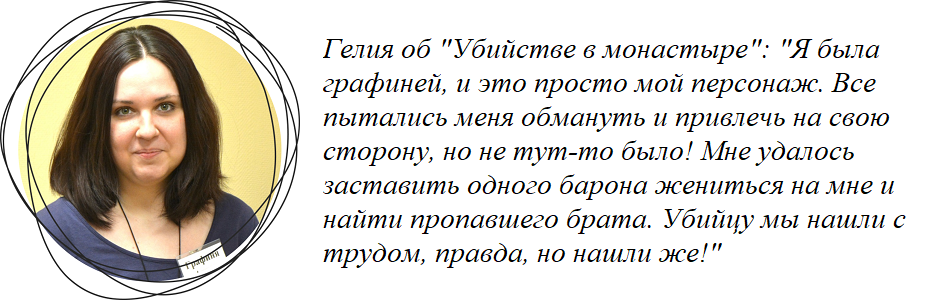 Гелия об "Убийстве в монастыре": "Я была
графиней, и это просто мой персонаж. Все
пытались меня обмануть и привлечь на свою
сторону, но не тут-то было! Мне удалось
заставить одного барона жениться на мне и
найти пропавшего брата. Убийцу мы нашли с
трудом, правда, но нашли же!"